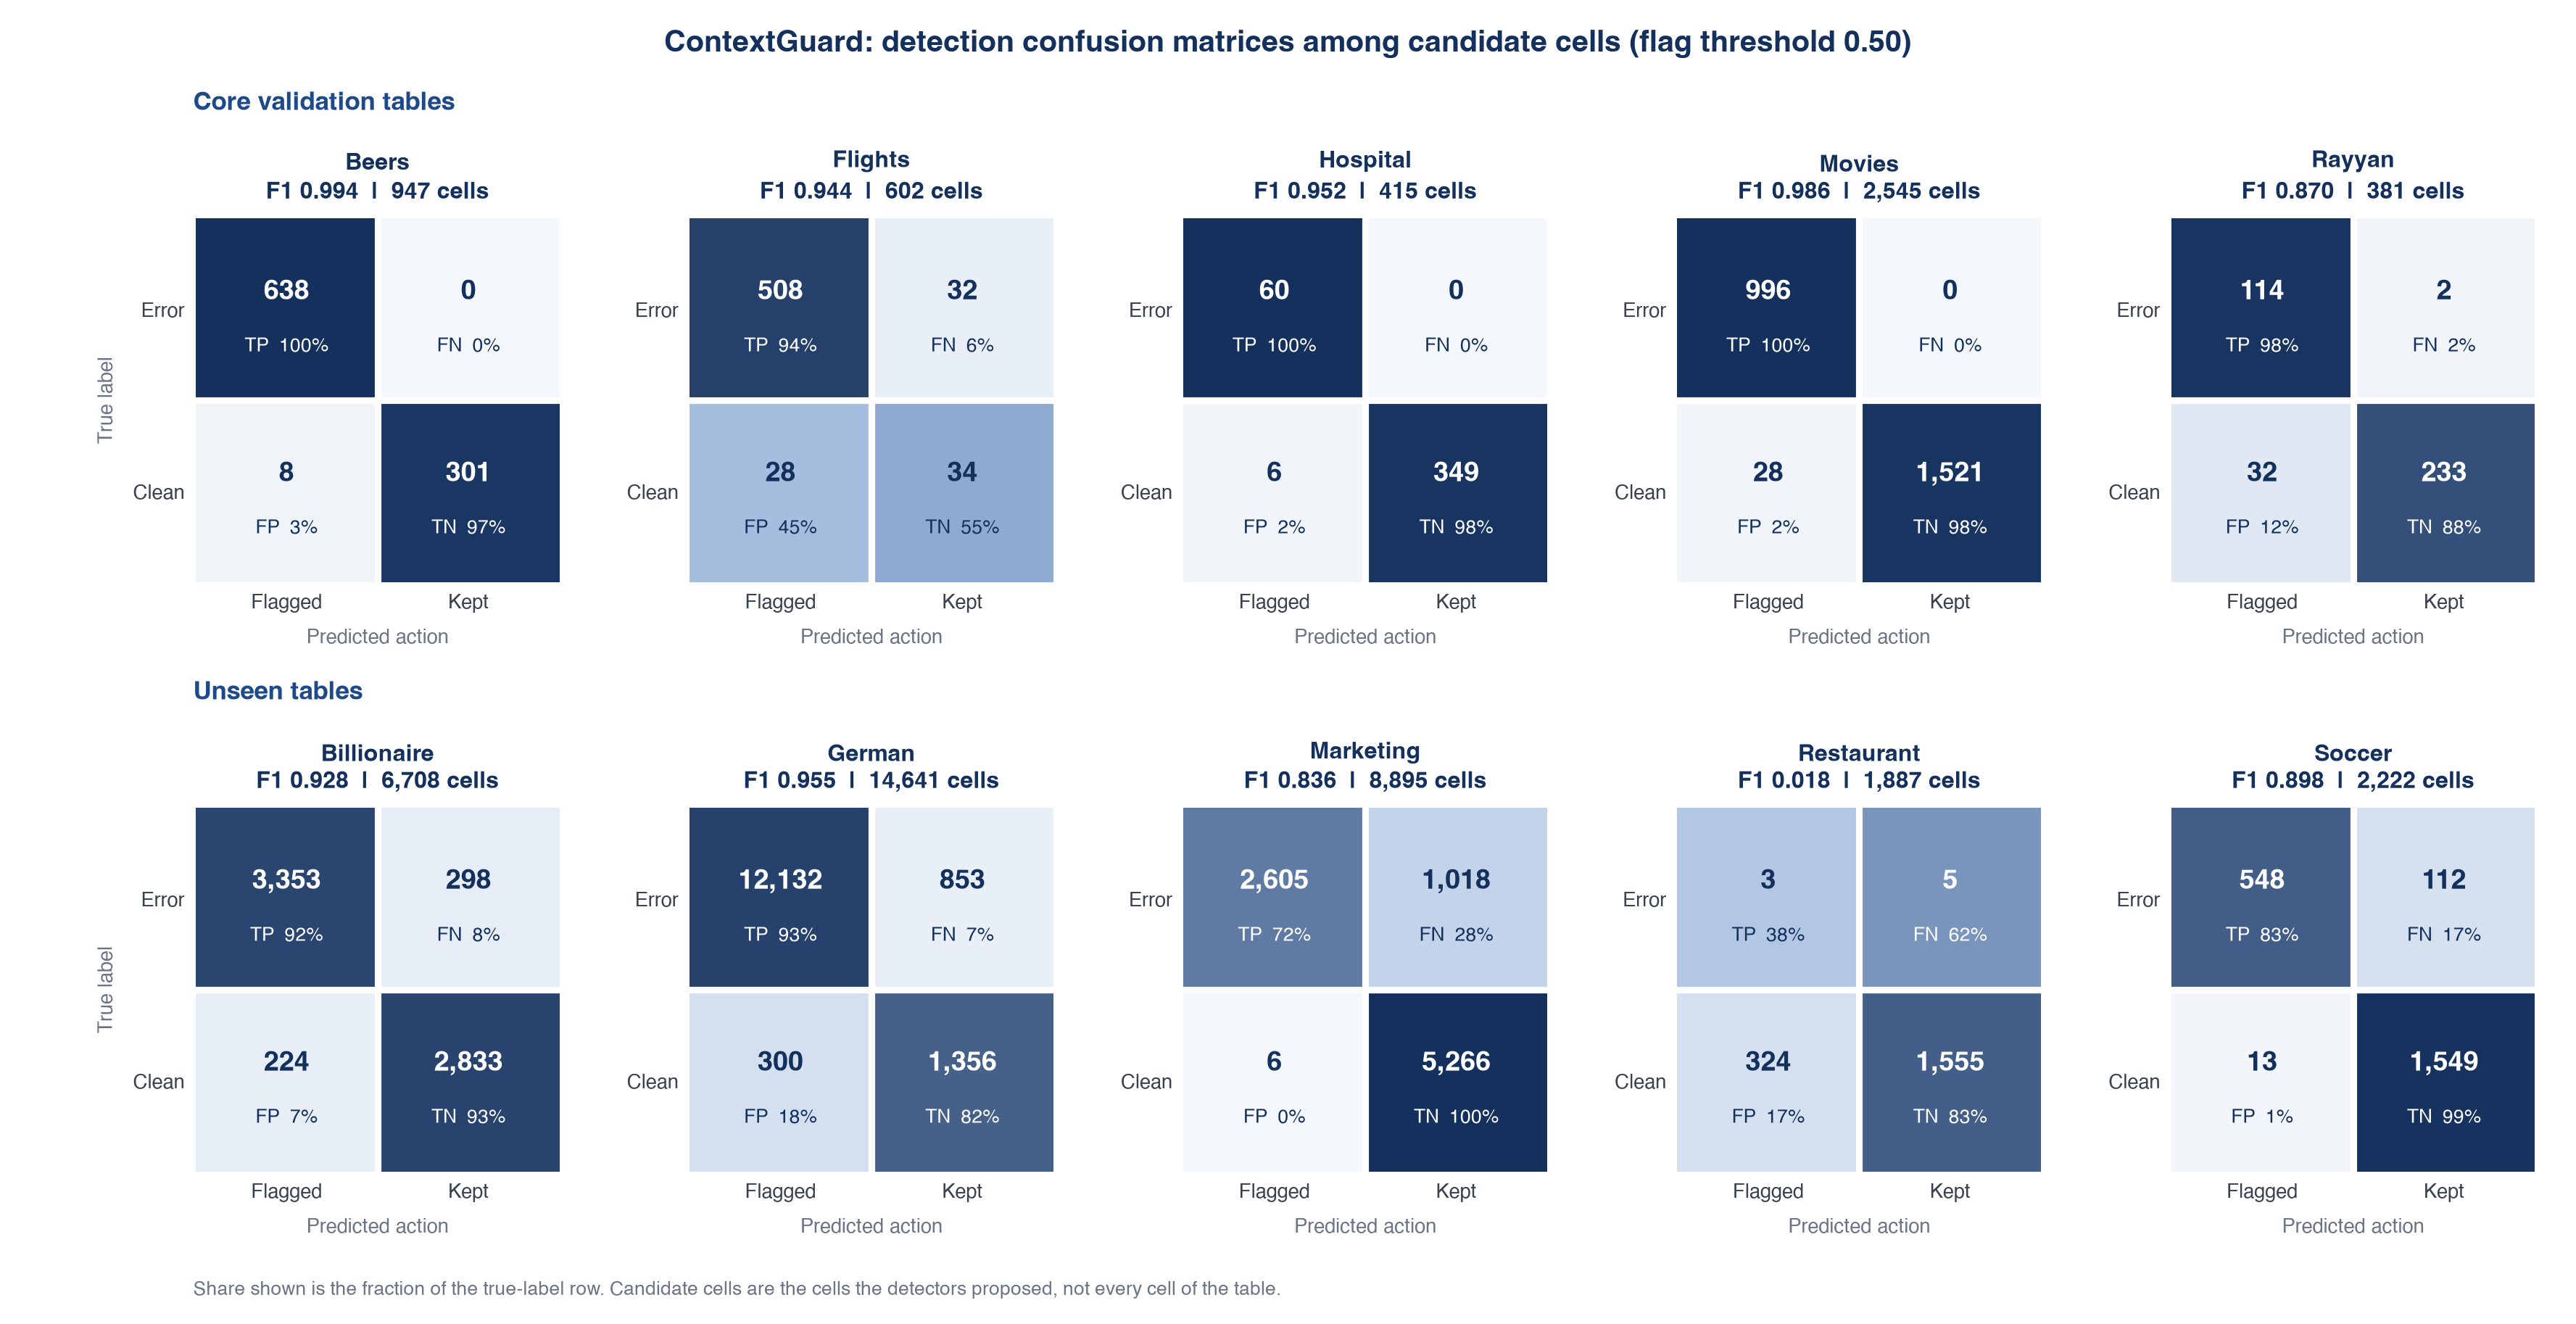 ContextGuard: detection confusion matrices among candidate cells (flag threshold 0.50)
Core validation tables
Beers
F1 0.994 | 947 cells
Flights
F1 0.944 | 602 cells
Hospital
F1 0.952 | 415 cells
Movies
F1 0.986 | 2,545 cells
Rayyan
F1 0.870 | 381 cells
True label
Error
638
TP 100%
0
FN 0%
Clean
8
FP 3%
301
TN 97%
Flagged
Kept
Predicted action
Error
508
TP 94%
32
FN 6%
Clean
28
FP 45%
34
TN 55%
Flagged
Kept
Predicted action
Error
60
TP 100%
0
FN 0%
Clean
6
FP 2%
349
TN 98%
Flagged
Kept
Predicted action
Error
996
TP 100%
0
FN 0%
Clean
28
FP 2%
1,521
TN 98%
Flagged
Kept
Predicted action
Error
114
TP 98%
2
FN 2%
Clean
32
FP 12%
233
TN 88%
Flagged
Kept
Predicted action
Unseen tables
Billionaire
F1 0.928 | 6,708 cells
German
F1 0.955 | 14,641 cells
Marketing
F1 0.836 | 8,895 cells
Restaurant
F1 0.018 | 1,887 cells
Soccer
F1 0.898 | 2,222 cells
True label
Error
3,353
TP 92%
298
FN 8%
Clean
224
FP 7%
2,833
TN 93%
Flagged
Kept
Predicted action
Error
12,132
TP 93%
853
FN 7%
Clean
300
FP 18%
1,356
TN 82%
Flagged
Kept
Predicted action
Error
2,605
TP 72%
1,018
FN 28%
Clean
6
FP 0%
5,266
TN 100%
Flagged
Kept
Predicted action
Error
3
TP 38%
5
FN 62%
Clean
324
FP 17%
1,555
TN 83%
Flagged
Kept
Predicted action
Error
548
TP 83%
112
FN 17%
Clean
13
FP 1%
1,549
TN 99%
Flagged
Kept
Predicted action
Share shown is the fraction of the true-label row. Candidate cells are the cells the detectors proposed, not every cell of the table.